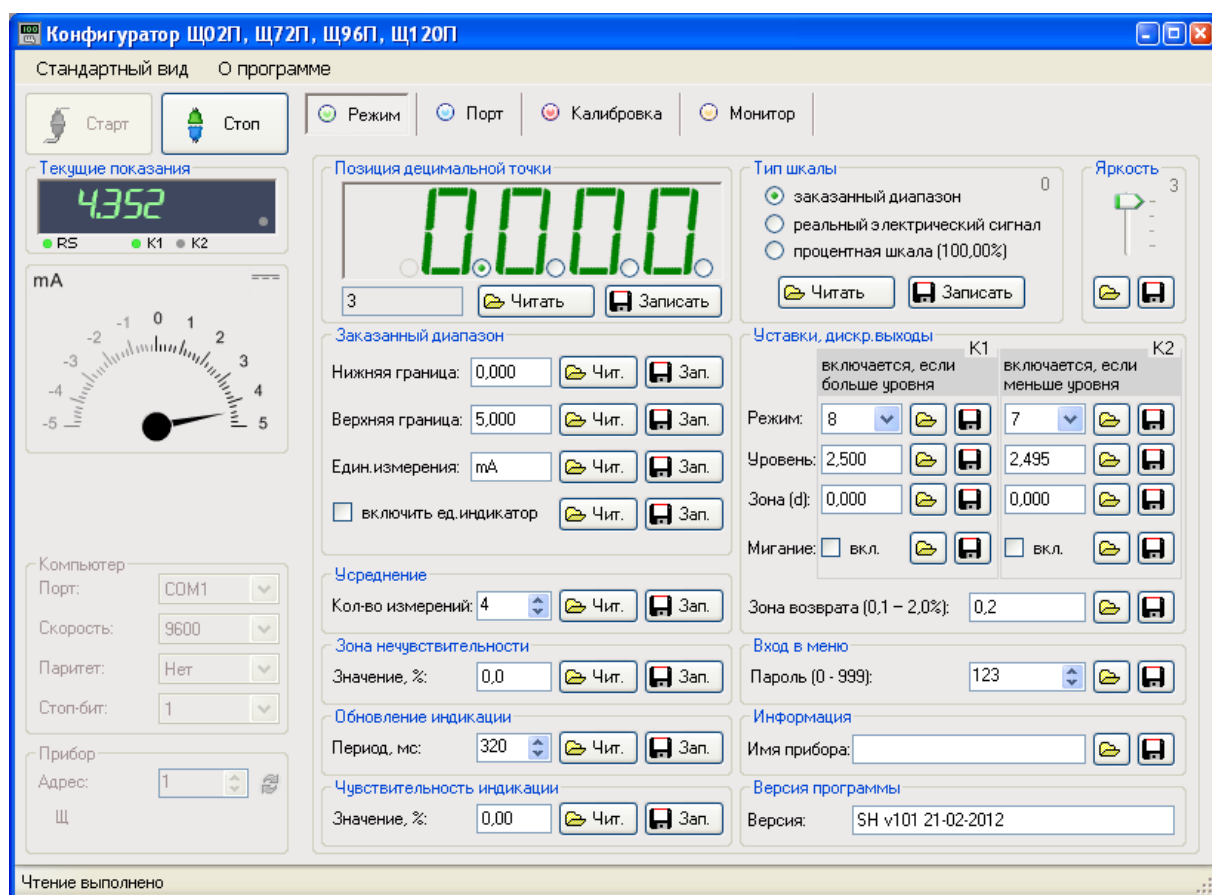 Конфигуратор Щ02П, Щ72П, Щ96П, Щ120П
Стандартный вид О программе
Старт
Стоп
Режим Порт Калибровка Монитор
Текущие показания
4.352
RS K1 K2
mA
-5 -4 -3 -2 -1 0 1 2 3 4 5
Компьютер
Порт: COM1
Скорость: 9600
Паритет: Нет
Стоп-бит: 1
Прибор
Адрес: 1
Щ
Позиция децимальной точки
0.0.0.0
3 Читать Записать
Заказанный диапазон
Нижняя граница: 0,000 Чит. Зап.
Верхняя граница: 5,000 Чит. Зап.
Един.измерения: mA Чит. Зап.
включить ед.индикатор Чит. Зап.
Усреднение
Кол-во измерений: 4 Чит. Зап.
Зона нечувствительности
Значение, %: 0,0 Чит. Зап.
Обновление индикации
Период, мс: 320 Чит. Зап.
Чувствительность индикации
Значение, %: 0,00 Чит. Зап.
Тип шкалы
0
заказанный диапазон
реальный электрический сигнал
процентная шкала (100,00%)
Читать Записать
Яркость
3
Уставки, дискр.выходы
K1 K2
включается, если включается, если
больше уровня меньше уровня
Режим: 8 7
Уровень: 2,500 2,495
Зона (d): 0,000 0,000
Мигание: вкл. вкл.
Зона возврата (0,1 – 2,0%): 0,2
Вход в меню
Пароль (0 - 999): 123
Информация
Имя прибора:
Версия программы
Версия: SH v101 21-02-2012
Чтение выполнено